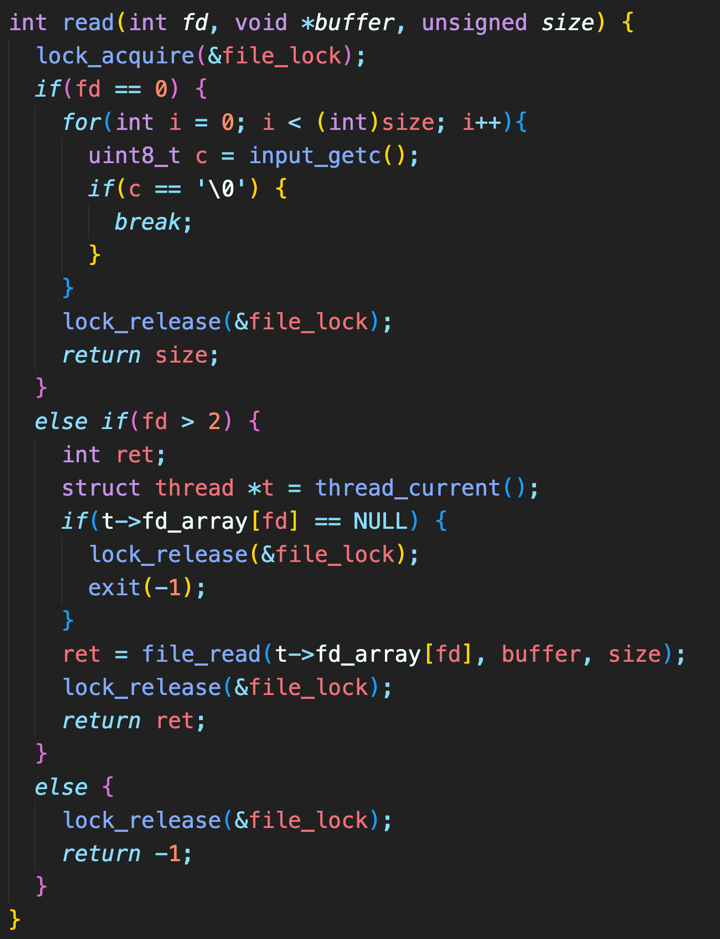 int read(int fd, void *buffer, unsigned size) {
  lock_acquire(&file_lock);
  if(fd == 0) {
    for(int i = 0; i < (int)size; i++){
      uint8_t c = input_getc();
      if(c == '\0') {
        break;
      }
    }
    lock_release(&file_lock);
    return size;
  }
  else if(fd > 2) {
    int ret;
    struct thread *t = thread_current();
    if(t->fd_array[fd] == NULL) {
      lock_release(&file_lock);
      exit(-1);
    }
    ret = file_read(t->fd_array[fd], buffer, size);
    lock_release(&file_lock);
    return ret;
  }
  else {
    lock_release(&file_lock);
    return -1;
  }
}